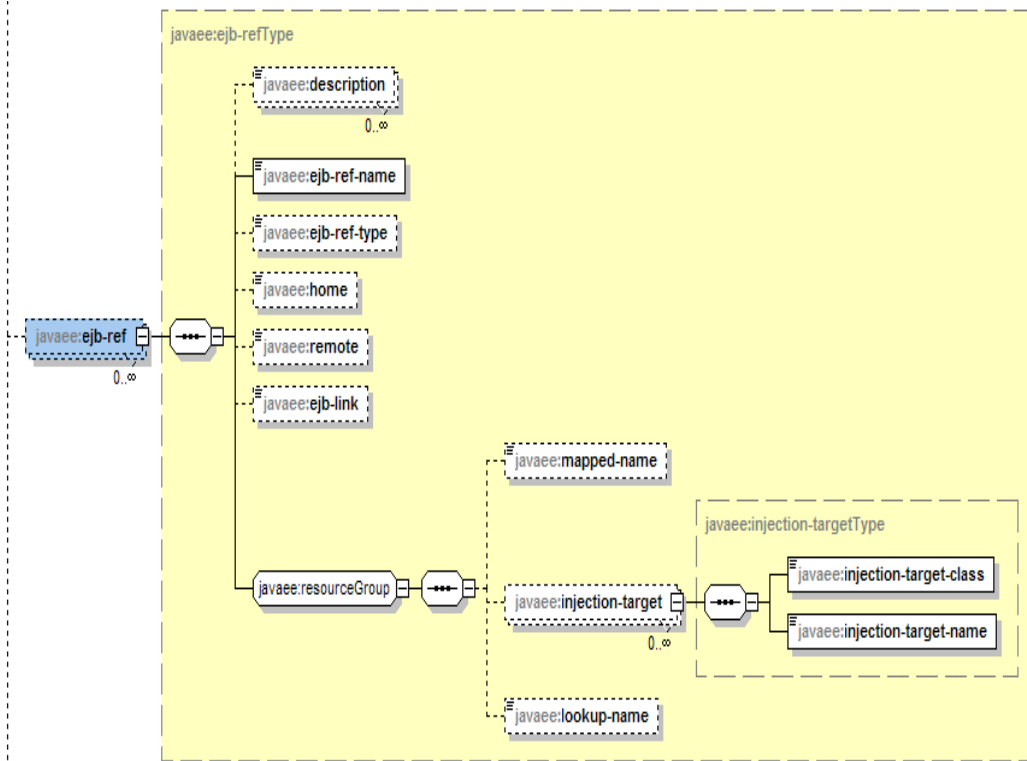 javaee:ejb-refType
javaee:description
0..∞
javaee:ejb-ref-name
javaee:ejb-ref-type
javaee:home
javaee:ejb-ref
0..∞
javaee:remote
javaee:ejb-link
javaee:mapped-name
javaee:injection-targetType
javaee:resourceGroup
javaee:injection-target
0..∞
javaee:injection-target-class
javaee:injection-target-name
javaee:lookup-name